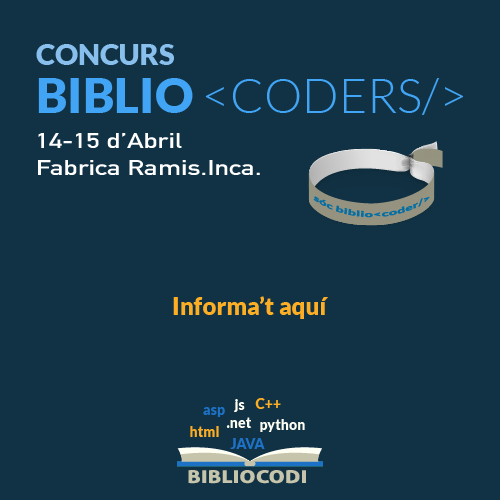 CONCURS
BIBLIO <CODERS/>
14-15 d'Abril
Fabrica Ramis.Inca.
sóc biblio<coder/>
Informa't aquí
asp js C++
html .net python
JAVA
BIBLIOCODI